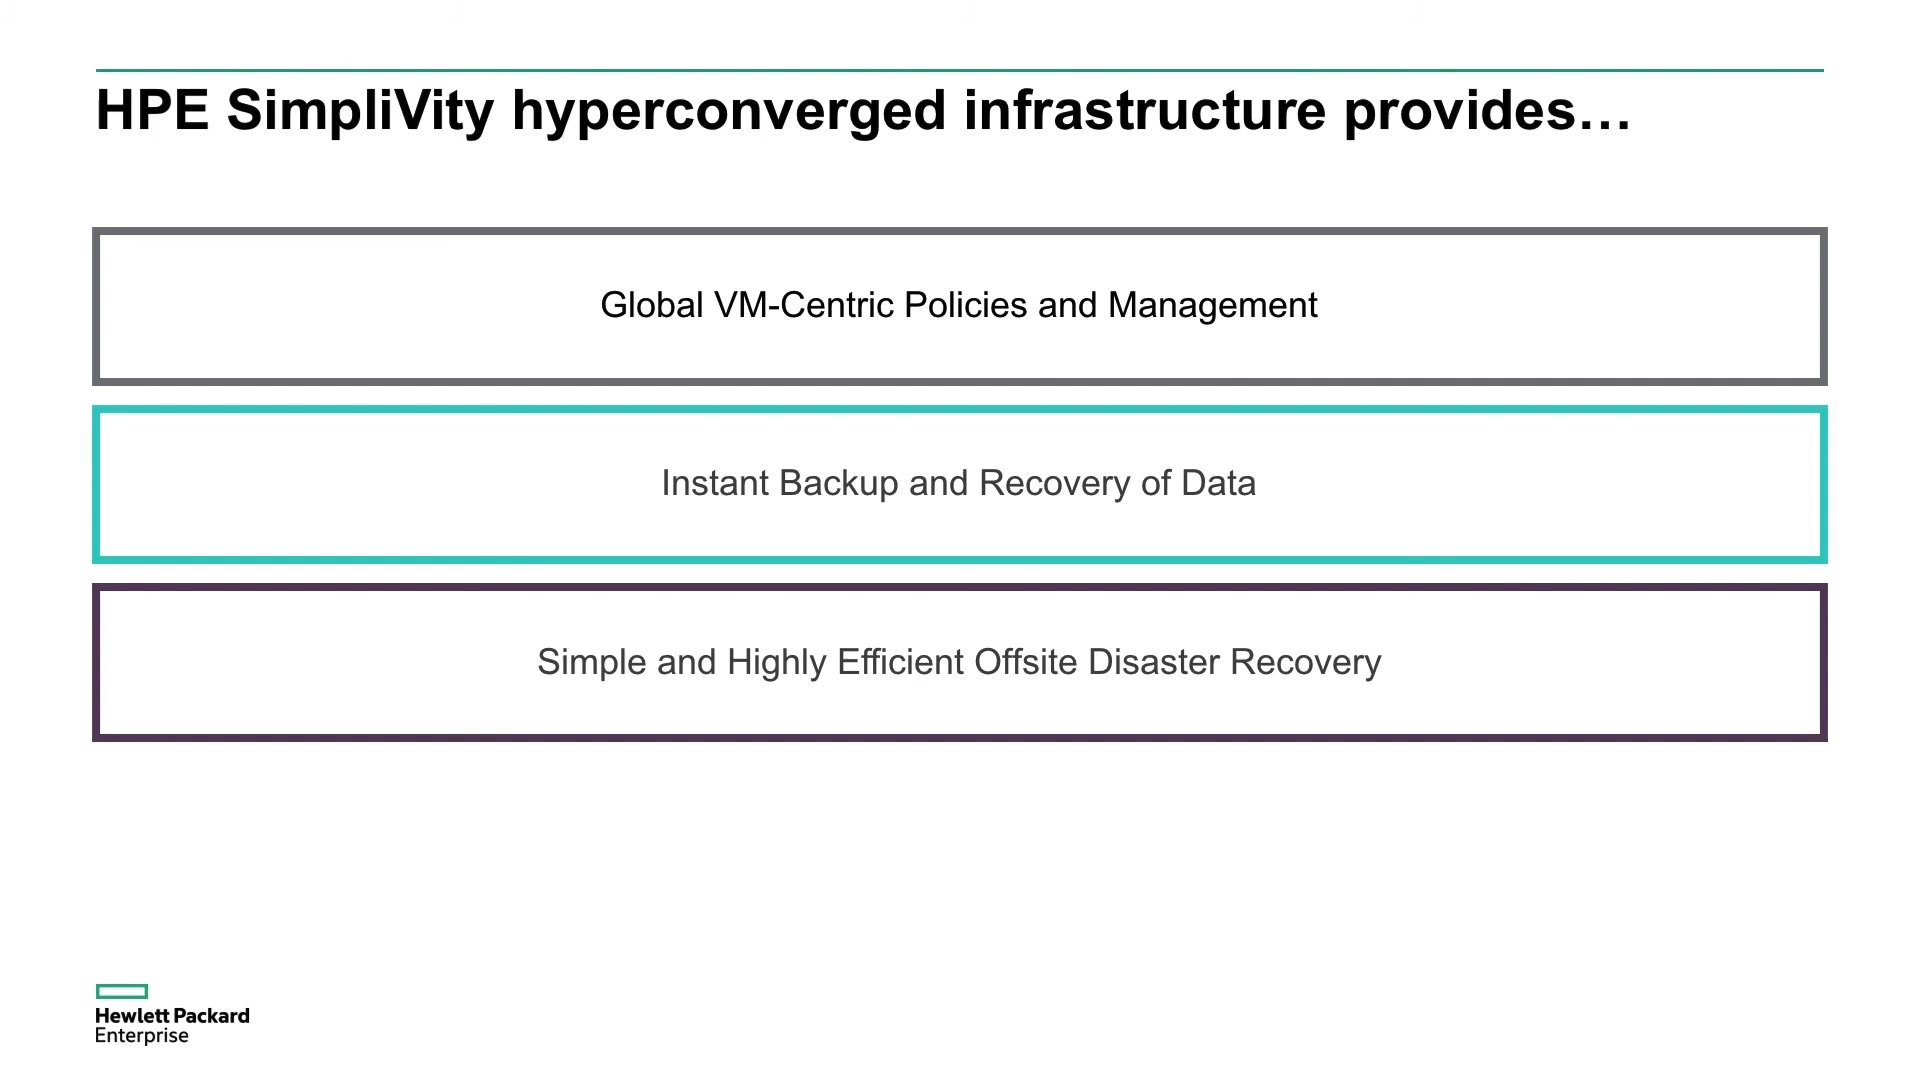 HPE SimpliVity hyperconverged infrastructure provides…
Global VM-Centric Policies and Management
Instant Backup and Recovery of Data
Simple and Highly Efficient Offsite Disaster Recovery
Hewlett Packard
Enterprise